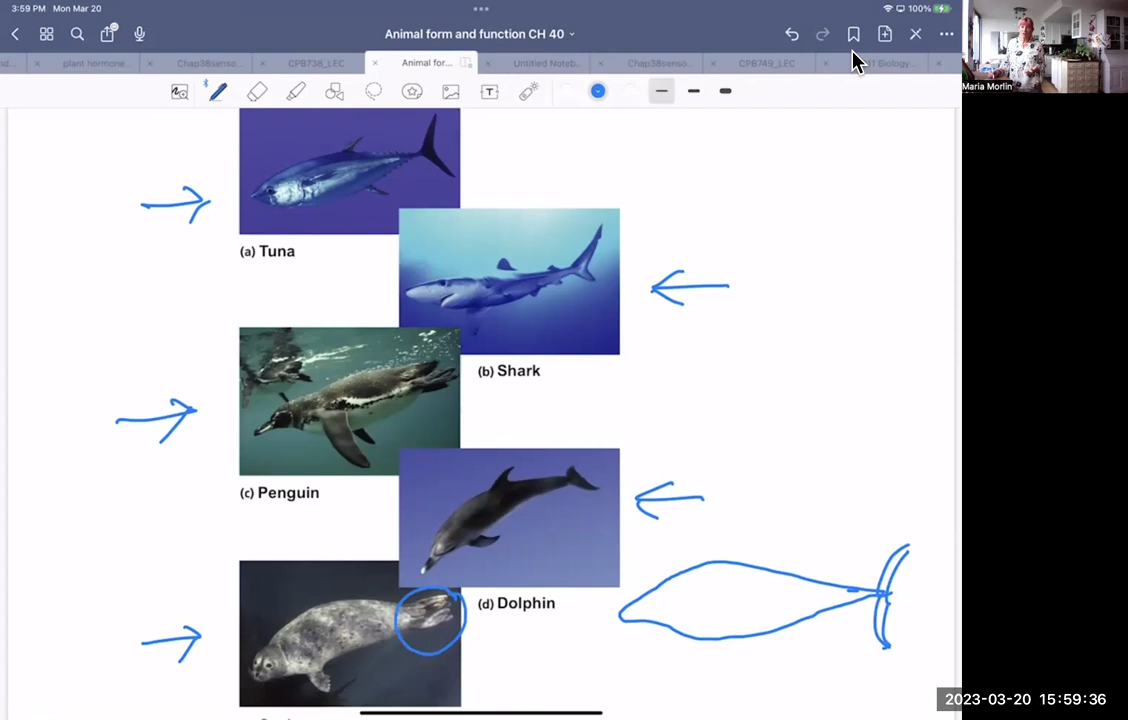 3:59 PM Mon Mar 20
100%
Animal form and function CH 40
plant hormone...
Chap38senso...
CPB738_LEC
Animal for...
Untitled Noteb...
Chap38senso...
CPB749_LEC
Biology...
T
Maria Morlin
(a) Tuna
(b) Shark
(c) Penguin
(d) Dolphin
2023-03-20 15:59:36